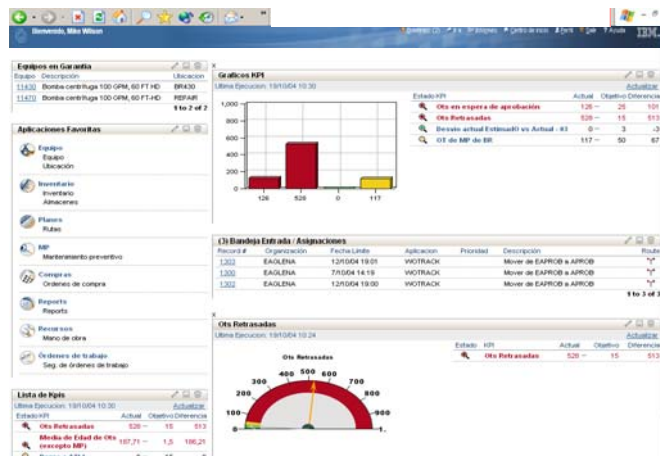 Bienvenido, Mike Wilson
IBM.
Equipos en Garantia
Equipo Descripción Ubicacion
11430 Bomba centrifuga 100 GPM, 60 FT HD BR430
11470 Bomba centrifuga 100 GPM, 60 FT-HD REPAIR
1 to 2 of 2
Aplicaciones Favoritas
Equipo
Equipo
Ubicación
Inventario
Inventario
Almacenes
Planes
Rutas
MP
Mantenimiento preventivo
Compras
Ordenes de compra
Reports
Reports
Recursos
Mano de obra
Órdenes de trabajo
Seg. de órdenes de trabajo
Lista de Kpis
Ultima Ejecucion: 19/10/04 10:30 Actualizar
Estado KPI Actual Objetivo Diferencia
Ots Retrasadas 528 15 513
Media de Edad de Ots (excepto MP) 187,71 1,5 186,21
Graficos KPI
Ultima Ejecucion: 19/10/04 10:30 Actualizar
Estado KPI Actual Objetivo Diferencia
Ots en espera de aprobación 126 25 101
Ots Retrasadas 528 15 513
Desvio actual EstimadO vs Actual - 43 0 3 -3
OT de MP de BR 117 50 67
1,000
800
600
400
200
0
126 528 0 117
(3) Bandeja Entrada / Asignaciones
Record # Organización Fecha Limite Aplicacion Prioridad Descripción Route
1303 EAGLENA 12/10/04 19:01 WOTRACK Mover de EAPROB a APROB
1300 EAGLENA 7/10/04 14:19 WOTRACK Mover de EAPROB a APROB
1302 EAGLENA 12/10/04 19:00 WOTRACK Mover de EAPROB a APROB
1 to 3 of 3
Ots Retrasadas
Ultima Ejecucion: 19/10/04 10:24 Actualizar
Estado KPI Actual Objetivo Diferencia
Ots Retrasadas 528 15 513
Ots Retrasadas
400 500 600
300 700
200 800
100 900
0 1.